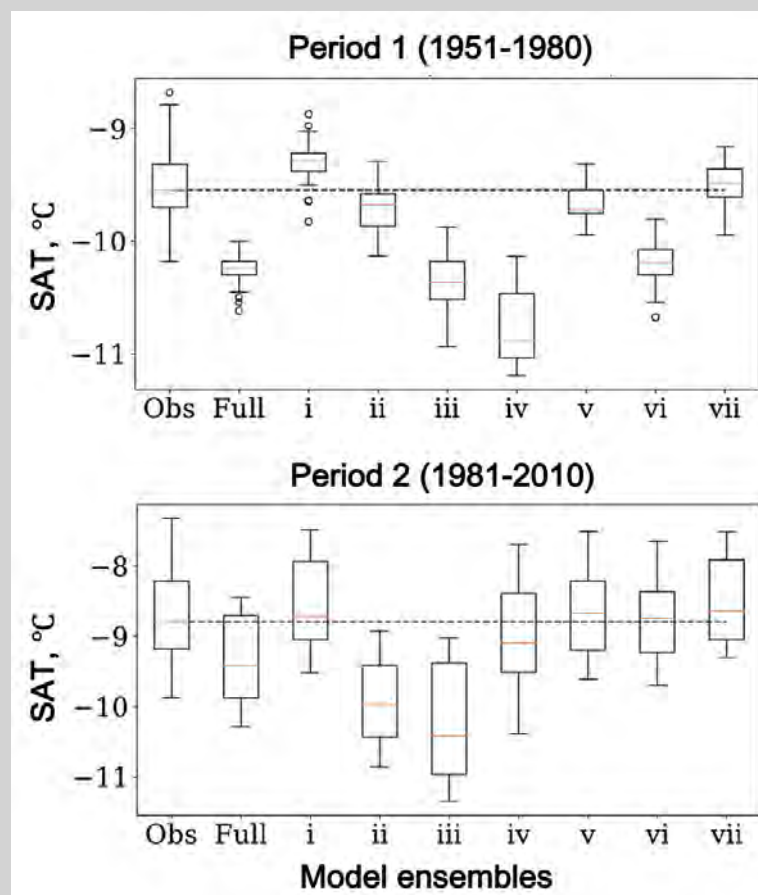 Period 1 (1951-1980)
SAT, °C
−9
−10
−11
Obs Full i ii iii iv v vi vii
Period 2 (1981-2010)
SAT, °C
−8
−9
−10
−11
Obs Full i ii iii iv v vi vii
Model ensembles